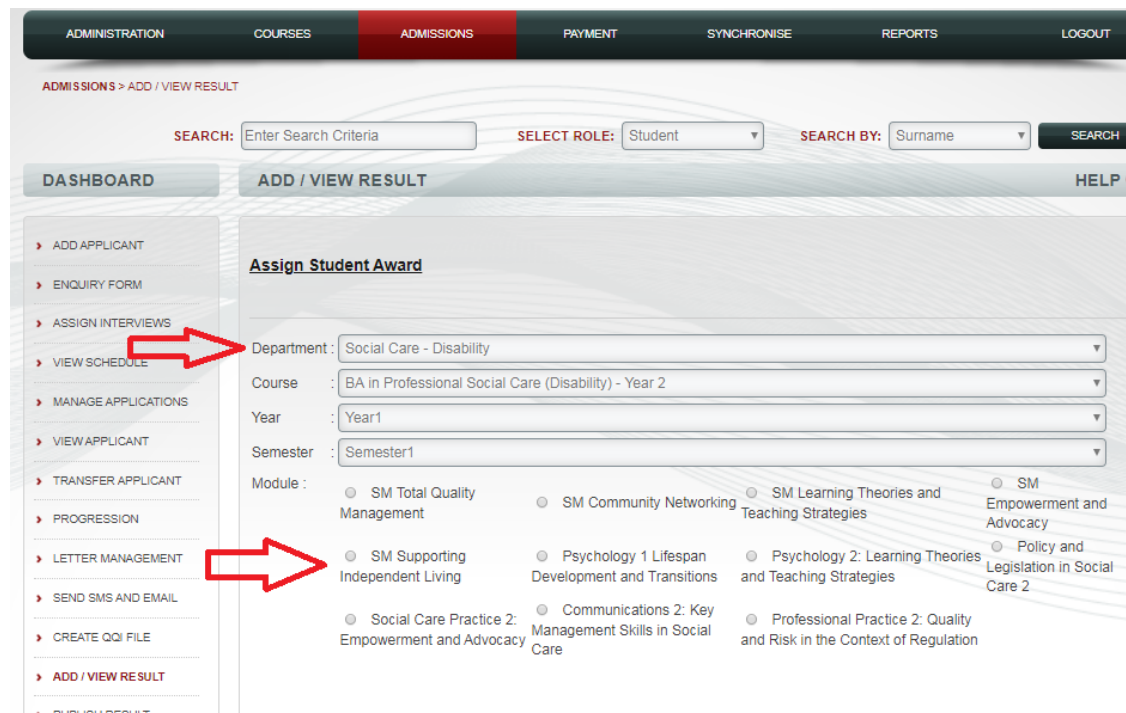 ADMINISTRATION COURSES ADMISSIONS PAYMENT SYNCHRONISE REPORTS LOGOUT
ADMISSIONS > ADD / VIEW RESULT
SEARCH: Enter Search Criteria SELECT ROLE: Student SEARCH BY: Surname SEARCH
DASHBOARD ADD / VIEW RESULT HELP
ADD APPLICANT
ENQUIRY FORM
ASSIGN INTERVIEWS
VIEW SCHEDULE
MANAGE APPLICATIONS
VIEW APPLICANT
TRANSFER APPLICANT
PROGRESSION
LETTER MANAGEMENT
SEND SMS AND EMAIL
CREATE QQI FILE
ADD / VIEW RESULT
PUBLISH RESULT
Assign Student Award
Department : Social Care - Disability
Course : BA in Professional Social Care (Disability) - Year 2
Year : Year1
Semester : Semester1
Module :
SM Total Quality
Management
SM Community Networking
SM Learning Theories and
Teaching Strategies
SM
Empowerment and
Advocacy
SM Supporting
Independent Living
Psychology 1 Lifespan
Development and Transitions
Psychology 2: Learning Theories
and Teaching Strategies
Policy and
Legislation in Social
Care 2
Social Care Practice 2:
Empowerment and Advocacy
Communications 2: Key
Management Skills in Social
Care
Professional Practice 2: Quality
and Risk in the Context of Regulation